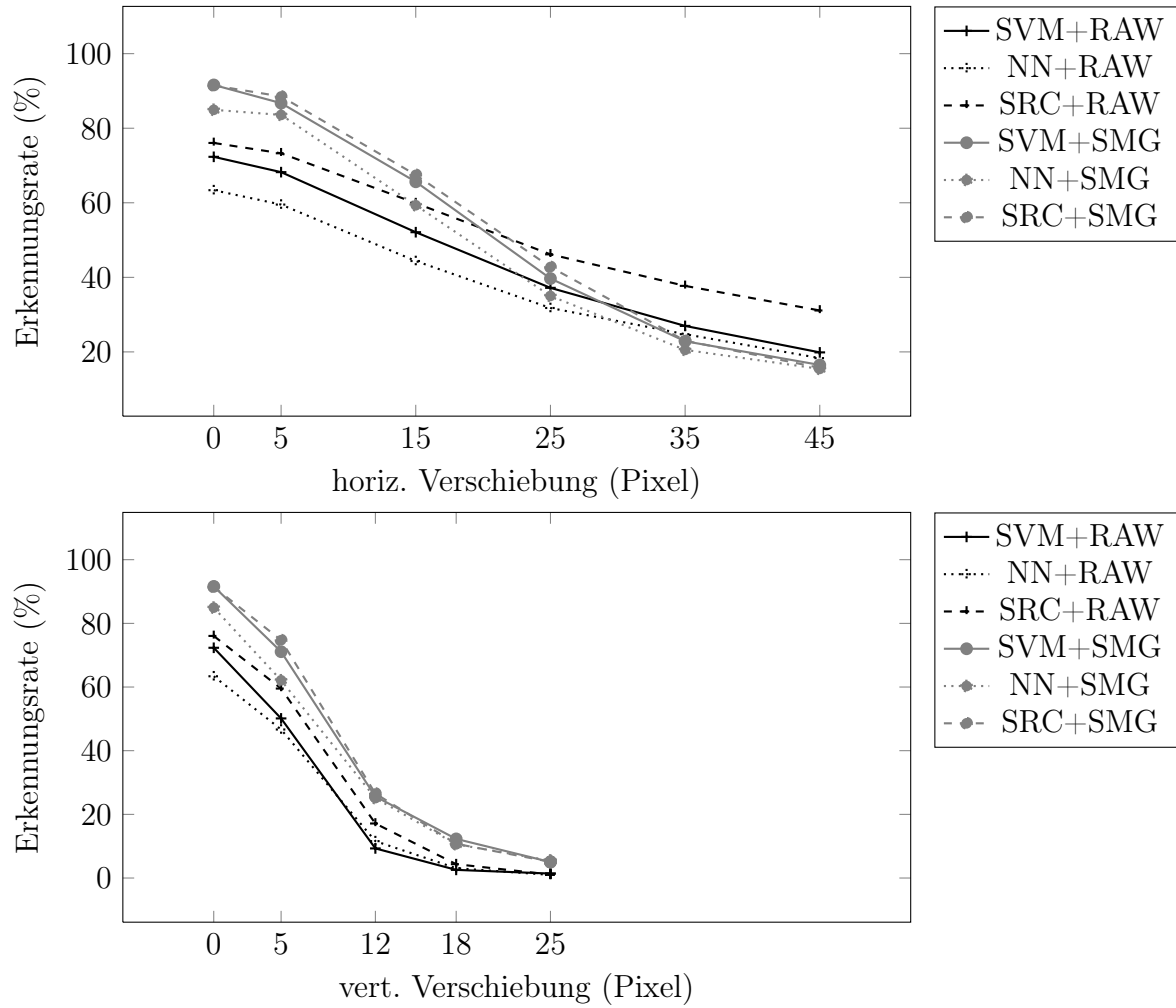 100
80
60
40
20
Erkennungsrate (%)
0 5 15 25 35 45
horiz. Verschiebung (Pixel)
SVM+RAW
NN+RAW
SRC+RAW
SVM+SMG
NN+SMG
SRC+SMG
100
80
60
40
20
0
Erkennungsrate (%)
0 5 12 18 25
vert. Verschiebung (Pixel)
SVM+RAW
NN+RAW
SRC+RAW
SVM+SMG
NN+SMG
SRC+SMG